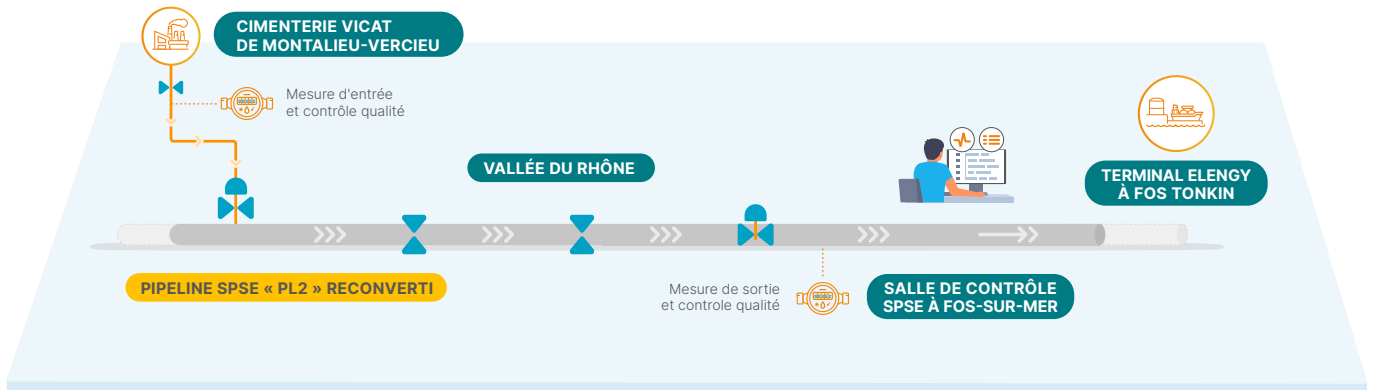 CIMENTERIE VICAT
DE MONTALIEU-VERCIEU
Mesure d'entrée
et contrôle qualité
VALLÉE DU RHÔNE
TERMINAL ELENGY
À FOS TONKIN
PIPELINE SPSE « PL2 » RECONVERTI
Mesure de sortie
et controle qualité
SALLE DE CONTRÔLE
SPSE À FOS-SUR-MER